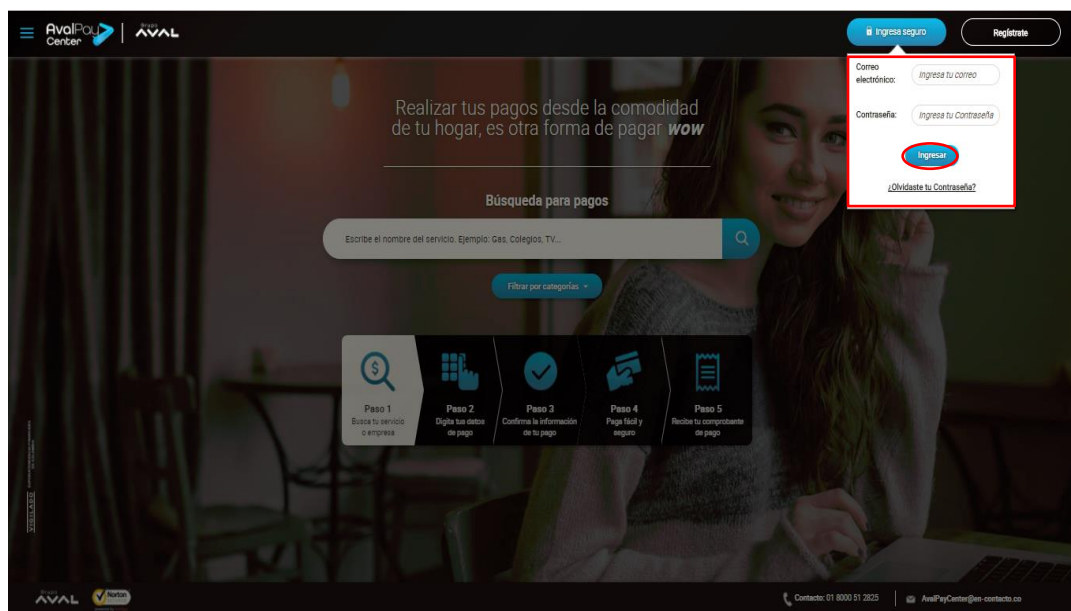 AvalPay
Center
Grupo
AVAL
Ingresa seguro
Regístrate
Correo
electrónico:
Ingresa tu correo
Contraseña:
Ingresa tu Contraseña
Ingresar
¿Olvidaste tu Contraseña?
Realizar tus pagos desde la comodidad
de tu hogar, es otra forma de pagar wow
Búsqueda para pagos
Escribe el nombre del servicio. Ejemplo: Gas, Colegios, TV...
Filtrar por categorías
Paso 1
Busca tu servicio
o empresa
Paso 2
Digita tus datos
de pago
Paso 3
Confirma la información
de tu pago
Paso 4
Paga fácil y
seguro
Paso 5
Recibe tu comprobante
de pago
VIGILADO
Grupo
AVAL
Norton
Contacto: 01 8000 51 2825
AvalPayCenter@en-contacto.co